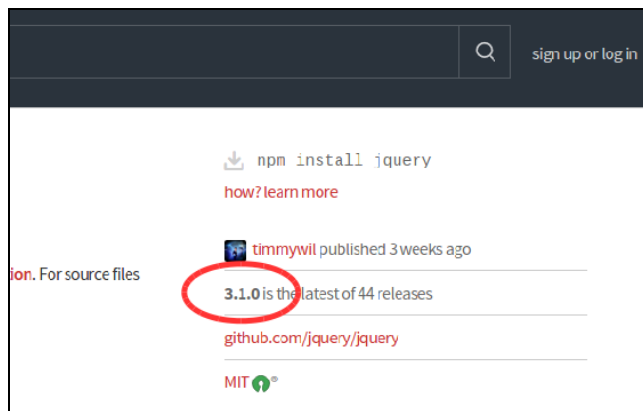 sign up or log in
npm install jquery
how? learn more
timmywil published 3 weeks ago
ion. For source files
3.1.0 is the latest of 44 releases
github.com/jquery/jquery
MIT ®